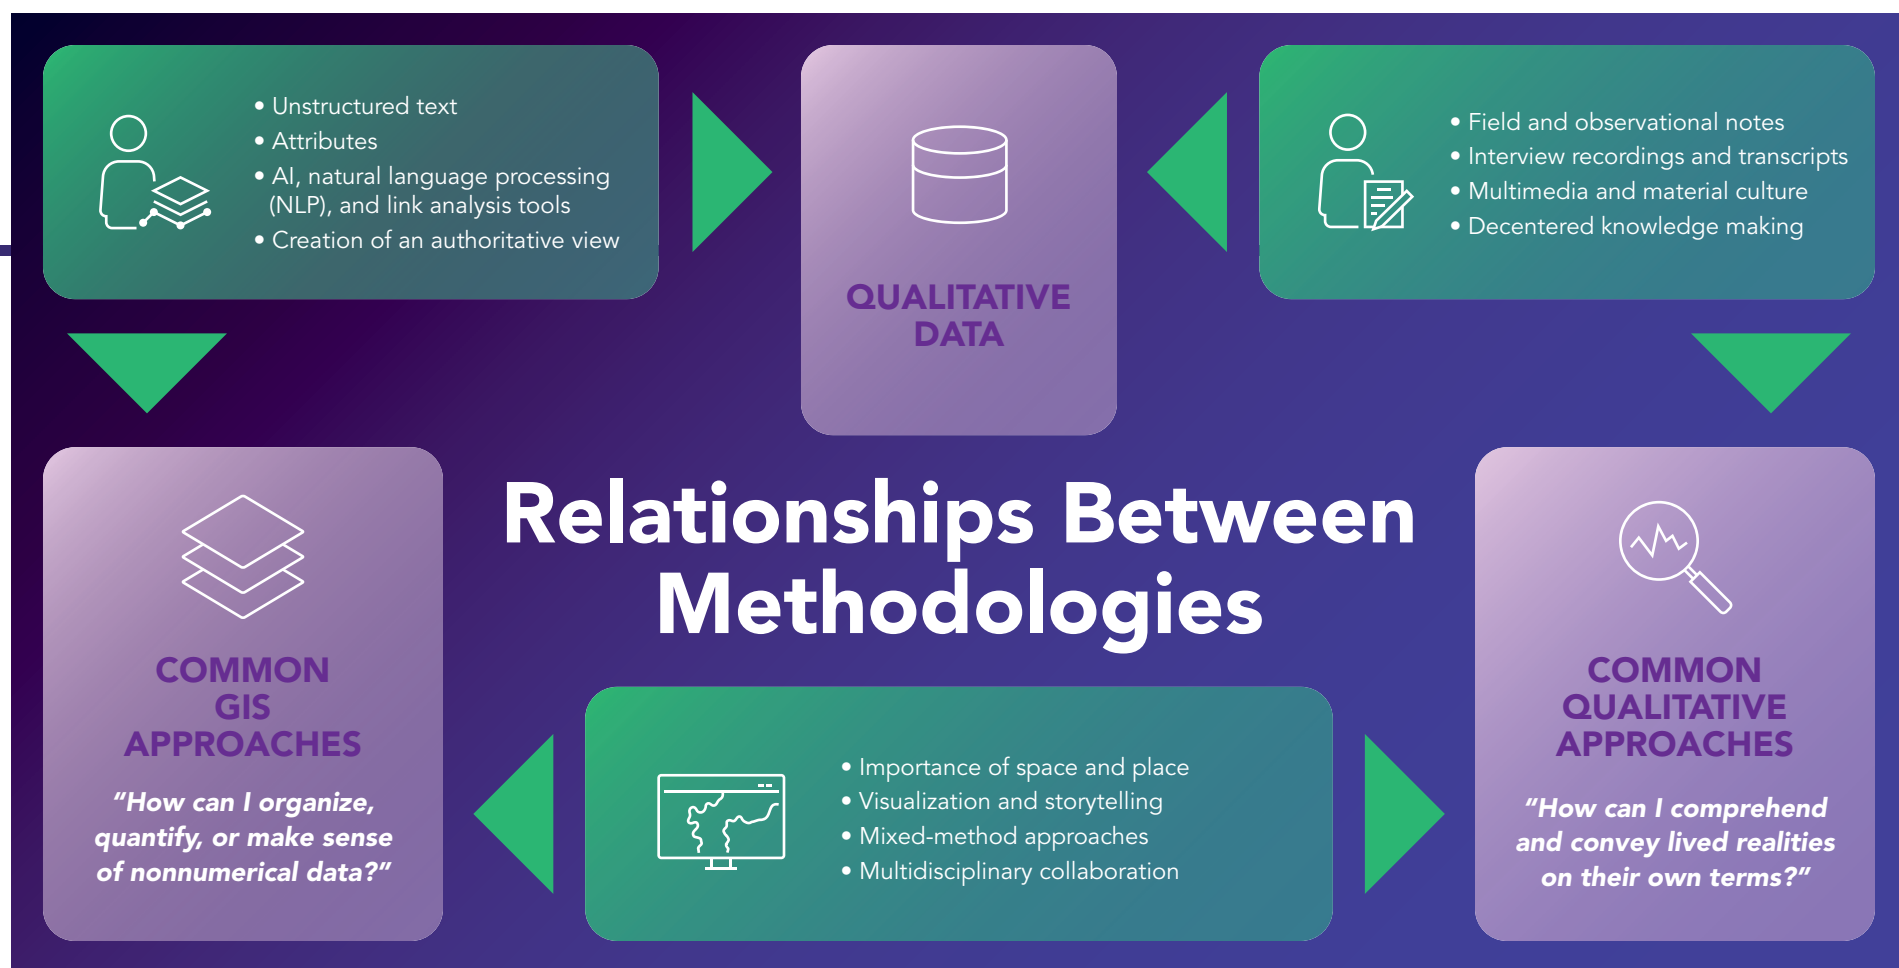 • Unstructured text
• Attributes
• AI, natural language processing
(NLP), and link analysis tools
• Creation of an authoritative view
QUALITATIVE
DATA
• Field and observational notes
• Interview recordings and transcripts
• Multimedia and material culture
• Decentered knowledge making
Relationships Between
Methodologies
COMMON
GIS
APPROACHES
“How can I organize,
quantify, or make sense
of nonnumerical data?”
• Importance of space and place
• Visualization and storytelling
• Mixed-method approaches
• Multidisciplinary collaboration
COMMON
QUALITATIVE
APPROACHES
“How can I comprehend
and convey lived realities
on their own terms?”